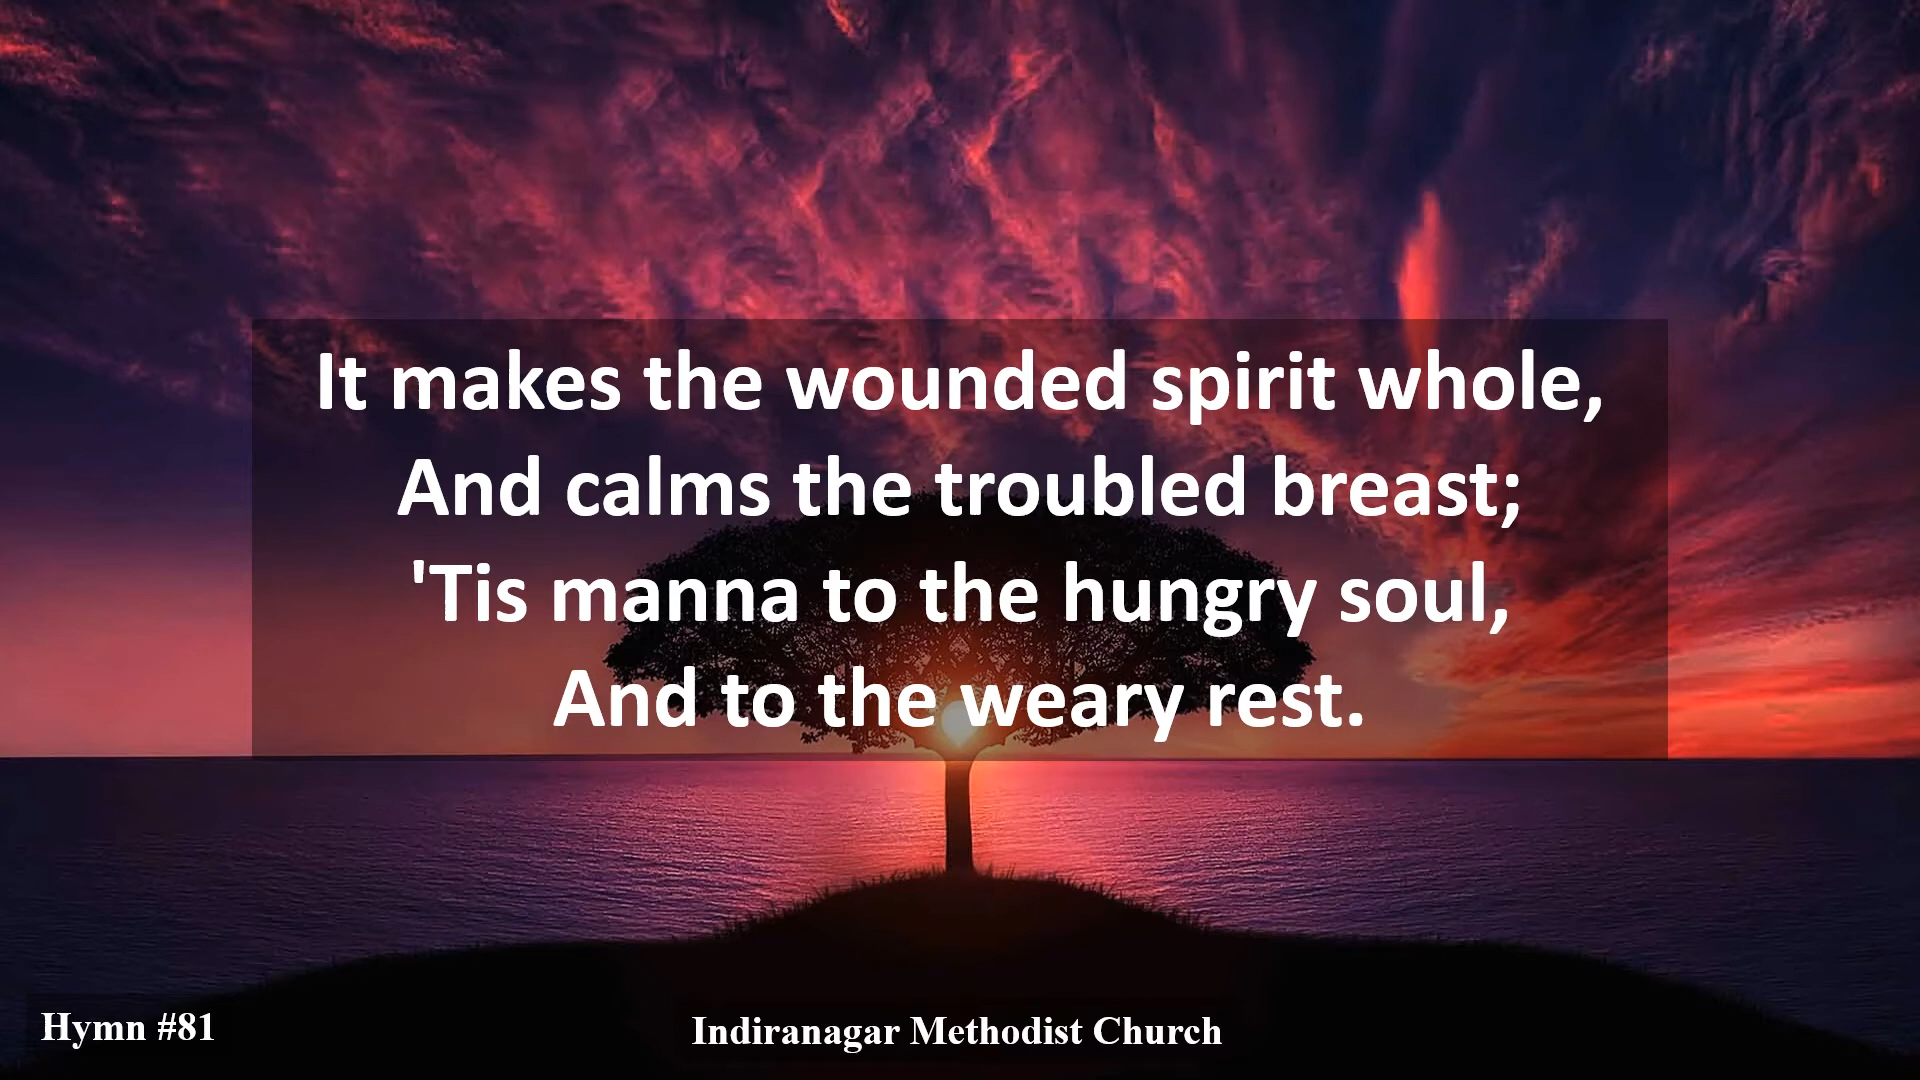 It makes the wounded spirit whole,
And calms the troubled breast;
'Tis manna to the hungry soul,
And to the weary rest.
Hymn #81
Indiranagar Methodist Church